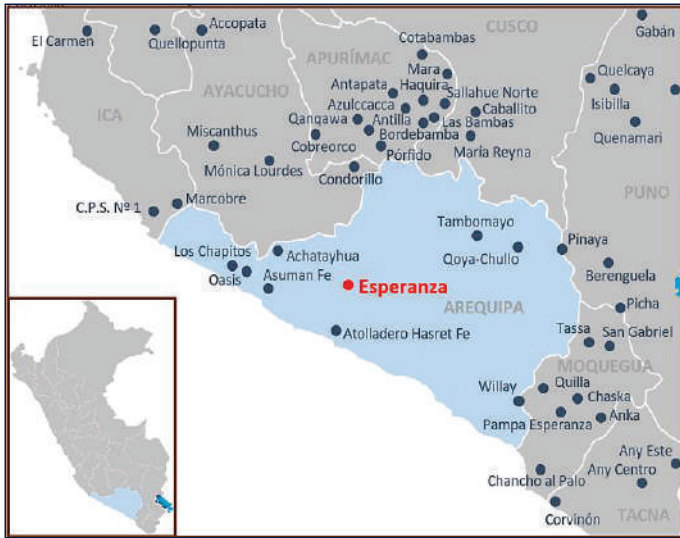 Accopata
El Carmen
Quellopunta
CUSCO
Gabán
Cotabambas
APURÍMAC
Mara
Antapata
Haquira
Quelcaya
AYACUCHO
Sallahue Norte
Azulccacca
Caballito
Isibilla
ICA
Qanqawa
Antilla
Las Bambas
Quenamari
Miscanthus
Bordebamba
Cobreorco
Pórfido
María Reyna
Mónica Lourdes
Condorillo
PUNO
Marcobre
C.P.S. Nº 1
Tambomayo
Los Chapitos
Achatayhua
Qoya-Chullo
Pinaya
Oasis
Asuman Fe
Berenguela
Esperanza
AREQUIPA
Picha
Atolladero Hasret Fe
Tassa
San Gabriel
MOQUEGUA
Willay
Quilla
Chaska
Pampa Esperanza
Anka
Any Este
Chancho al Palo
Any Centro
Corvinón
TACNA